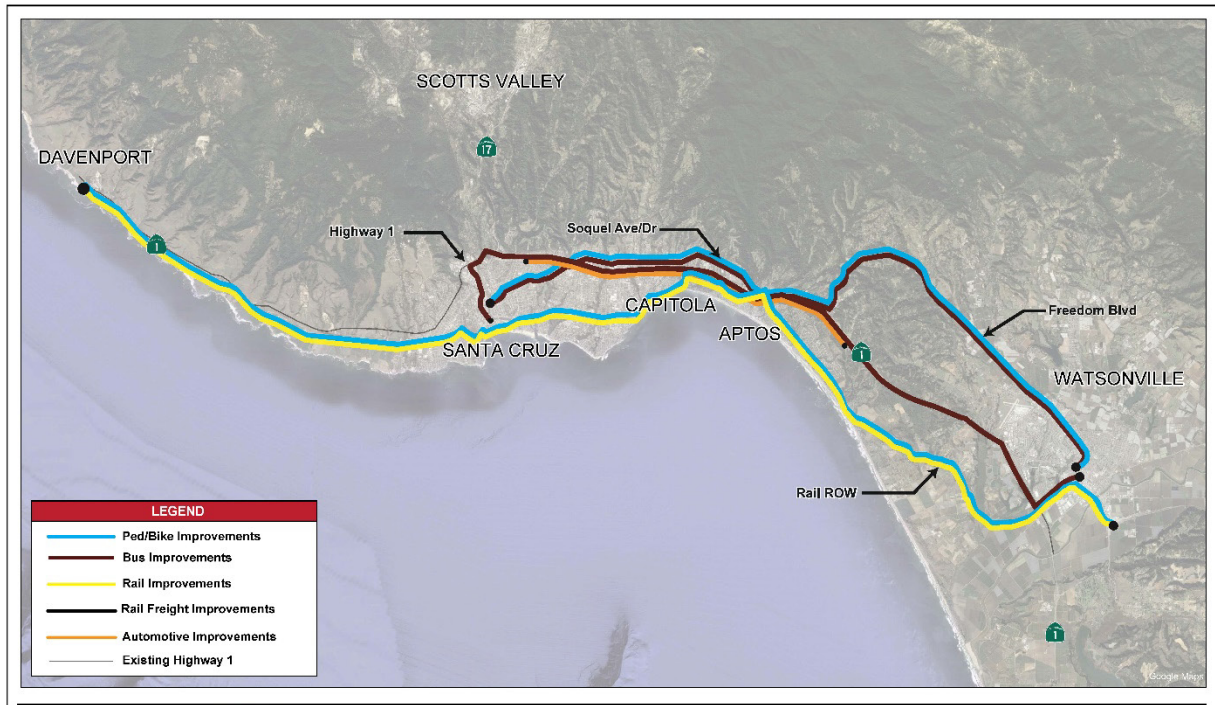 SCOTTS VALLEY
17
DAVENPORT
1
Highway 1
Soquel Ave/Dr
CAPITOLA
SANTA CRUZ
APTOS
Freedom Blvd
1
WATSONVILLE
Rail ROW
LEGEND
Ped/Bike Improvements
Bus Improvements
Rail Improvements
Rail Freight Improvements
Automotive Improvements
Existing Highway 1
1
Google Maps